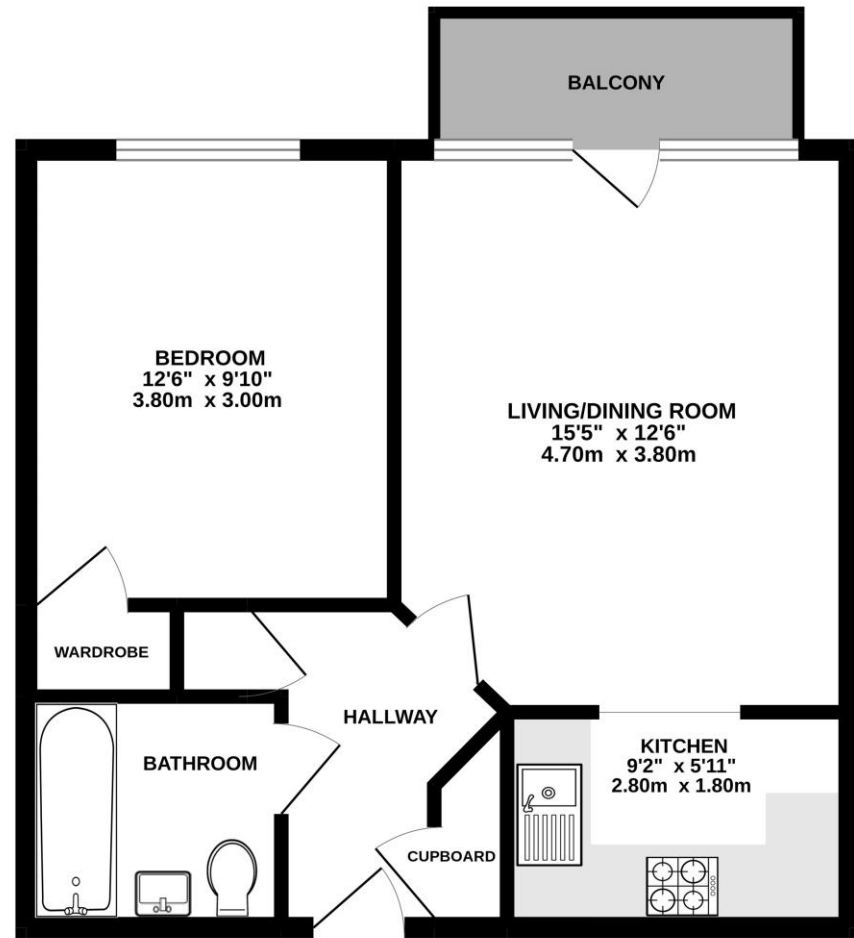 BALCONY
BEDROOM
12'6" x 9'10"
3.80m x 3.00m
LIVING/DINING ROOM
15'5" x 12'6"
4.70m x 3.80m
WARDROBE
HALLWAY
BATHROOM
KITCHEN
9'2" x 5'11"
2.80m x 1.80m
CUPBOARD